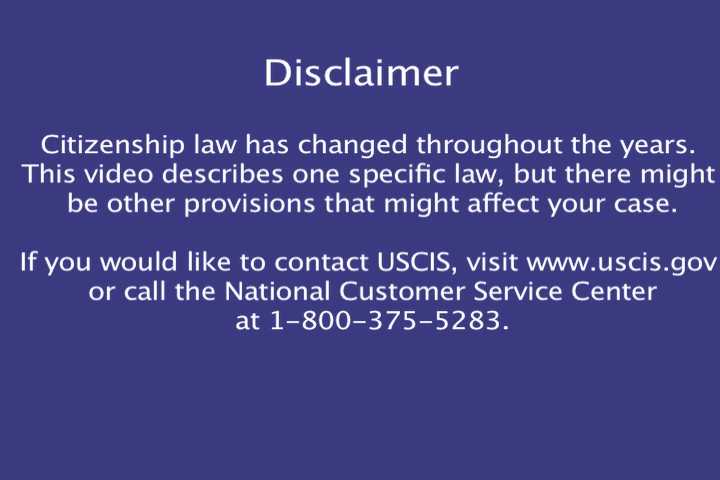 Disclaimer
Citizenship law has changed throughout the years.
This video describes one specific law, but there might
be other provisions that might affect your case.
If you would like to contact USCIS, visit www.uscis.gov
or call the National Customer Service Center
at 1-800-375-5283.